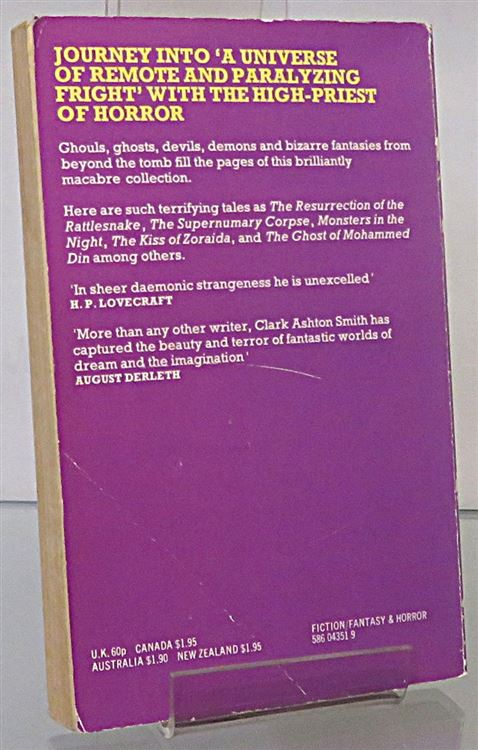 JOURNEY INTO 'A UNIVERSE
OF REMOTE AND PARALYZING
FRIGHT' WITH THE HIGH-PRIEST
OF HORROR
Ghouls, ghosts, devils, demons and bizarre fantasies from
beyond the tomb fill the pages of this brilliantly
macabre collection.
Here are such terrifying tales as The Resurrection of the
Rattlesnake, The Supernumary Corpse, Monsters in the
Night, The Kiss of Zoraida, and The Ghost of Mohammed
Din among others.
'In sheer daemonic strangeness he is unexcelled'
H. P. LOVECRAFT
'More than any other writer, Clark Ashton Smith has
captured the beauty and terror of fantastic worlds of
dream and the imagination'
AUGUST DERLETH
U.K. 60p CANADA $1.95
AUSTRALIA $1.90 NEW ZEALAND $1.95
FICTION/FANTASY & HORROR
586 04351 9